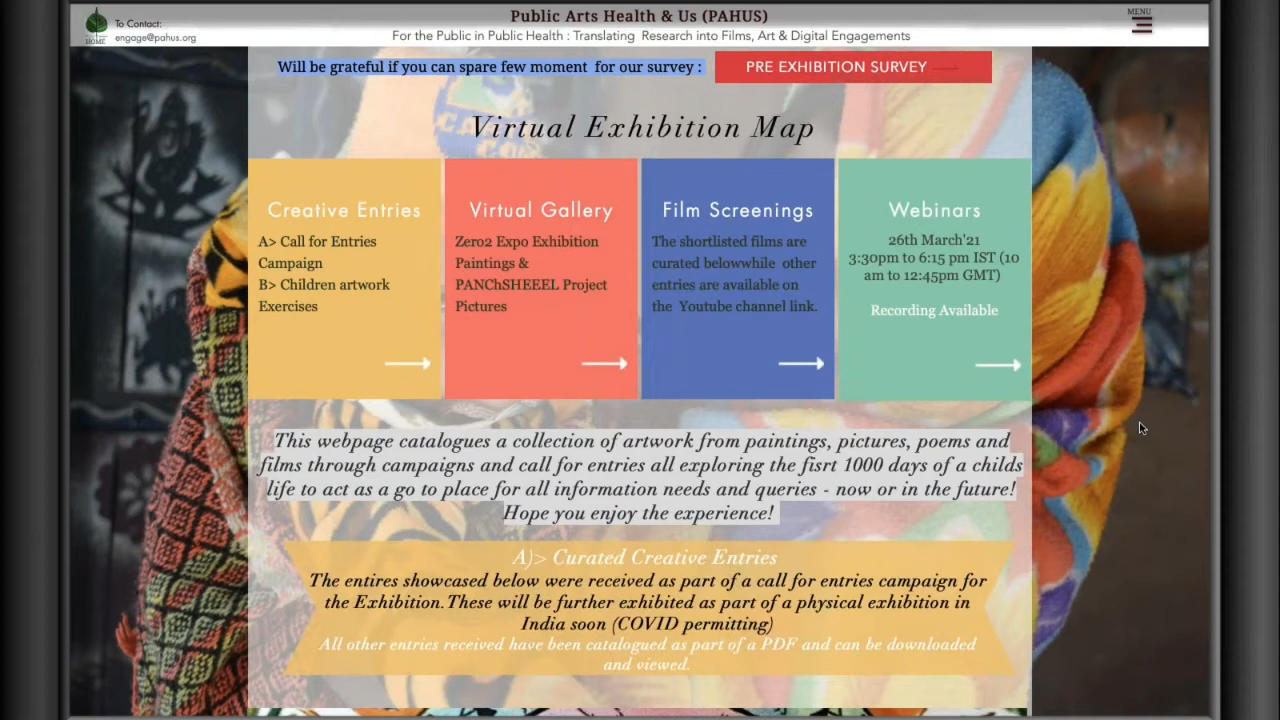 Public Arts Health & Us (PAHUS)
MENU
To Contact:
engage@pahus.org
HOME
For the Public in Public Health : Translating Research into Films, Art & Digital Engagements
Will be grateful if you can spare few moment for our survey :
PRE EXHIBITION SURVEY
Virtual Exhibition Map
Creative Entries
A> Call for Entries
Campaign
B> Children artwork
Exercises
Virtual Gallery
Zero2 Expo Exhibition
Paintings &
PANChSHEEEL Project
Pictures
Film Screenings
The shortlisted films are
curated belowwhile other
entries are available on
the Youtube channel link.
Webinars
26th March'21
3:30pm to 6:15 pm IST (10
am to 12:45pm GMT)
Recording Available
This webpage catalogues a collection of artwork from paintings, pictures, poems and
films through campaigns and call for entries all exploring the fisrt 1000 days of a childs
life to act as a go to place for all information needs and queries - now or in the future!
Hope you enjoy the experience!
A)> Curated Creative Entries
The entires showcased below were received as part of a call for entries campaign for
the Exhibition.These will be further exhibited as part of a physical exhibition in
India soon (COVID permitting)
All other entries received have been catalogued as part of a PDF and can be downloaded
and viewed.